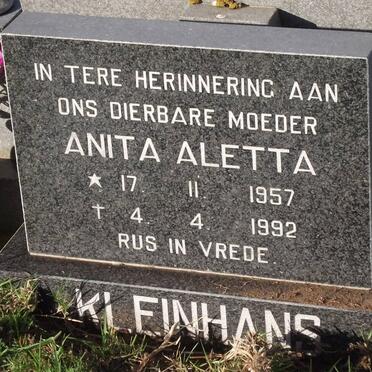 IN TERE HERINNERING AAN
ONS DIERBARE MOEDER
ANITA ALETTA
★ 17. 11. 1957
† 4. 4. 1992
RUS IN VREDE.
KLEINHANS